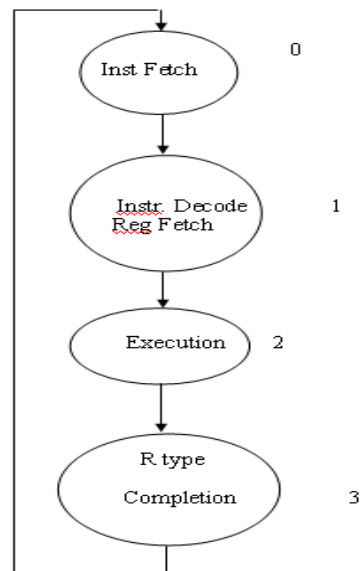 Inst Fetch
0
Instr. Decode
Reg Fetch
1
Execution
2
R type
Completion
3